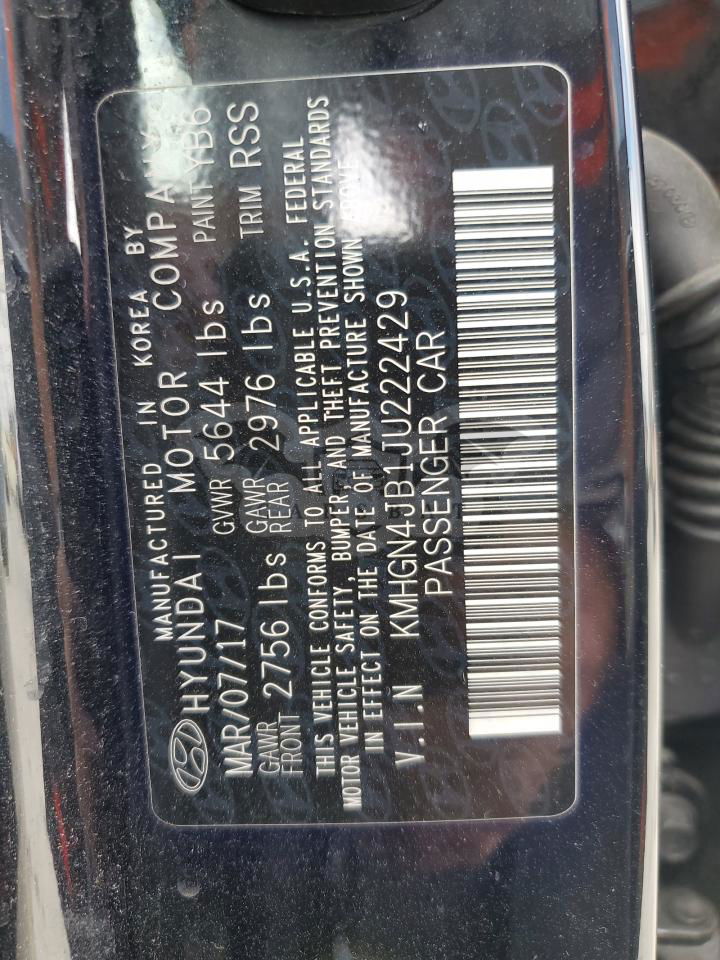 MANUFACTURED IN KOREA BY
HYUNDAI MOTOR COMPANY
MAR/07/17 GVWR 5644 lbs PAINT YB6
GAWR FRONT 2756 lbs GAWR REAR 2976 lbs TRIM RSS
THIS VEHICLE CONFORMS TO ALL APPLICABLE U.S.A. FEDERAL
MOTOR VEHICLE SAFETY, BUMPER, AND THEFT PREVENTION STANDARDS
IN EFFECT ON THE DATE OF MANUFACTURE SHOWN ABOVE
V.I.N KMHGN4JB1JU222429
PASSENGER CAR